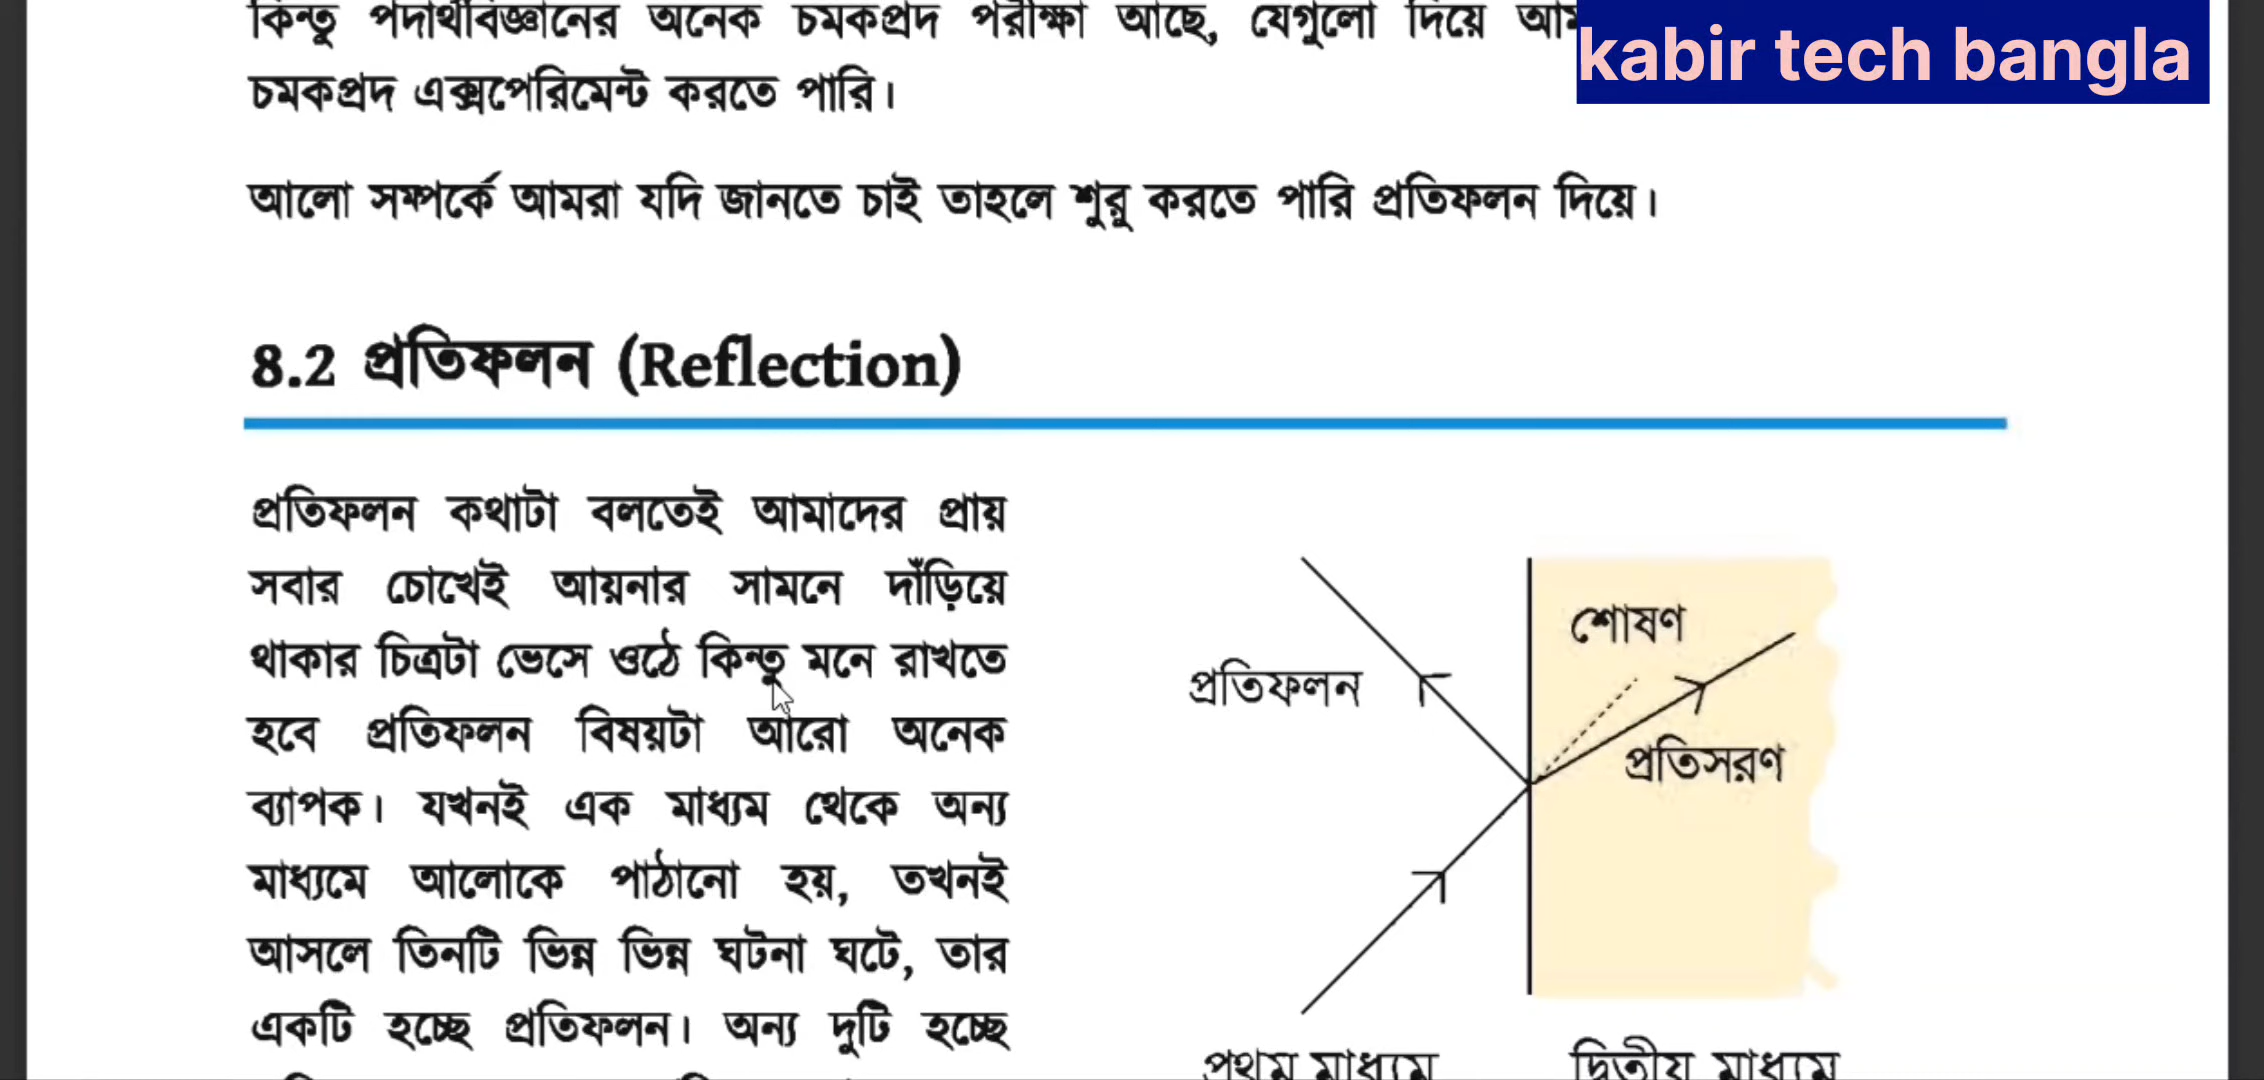 কিন্তু পদার্থবিজ্ঞানের অনেক চমকপ্রদ পরীক্ষা আছে, যেগুলো দিয়ে
kabir tech bangla
চমকপ্রদ এক্সপেরিমেন্ট করতে পারি।
আলো সম্পর্কে আমরা যদি জানতে চাই তাহলে শুরু করতে পারি প্রতিফলন দিয়ে।
8.2 প্রতিফলন (Reflection)
প্রতিফলন কথাটা বলতেই আমাদের প্রায়
সবার চোখেই আয়নার সামনে দাঁড়িয়ে
থাকার চিত্রটা ভেসে ওঠে কিন্তু মনে রাখতে
হবে প্রতিফলন বিষয়টা আরো অনেক
ব্যাপক। যখনই এক মাধ্যম থেকে অন্য
মাধ্যমে আলোকে পাঠানো হয়, তখনই
আসলে তিনটি ভিন্ন ভিন্ন ঘটনা ঘটে, তার
একটি হচ্ছে প্রতিফলন। অন্য দুটি হচ্ছে
শোষণ
প্রতিফলন
প্রতিসরণ
প্রথম মাধ্যম
দ্বিতীয় মাধ্যম